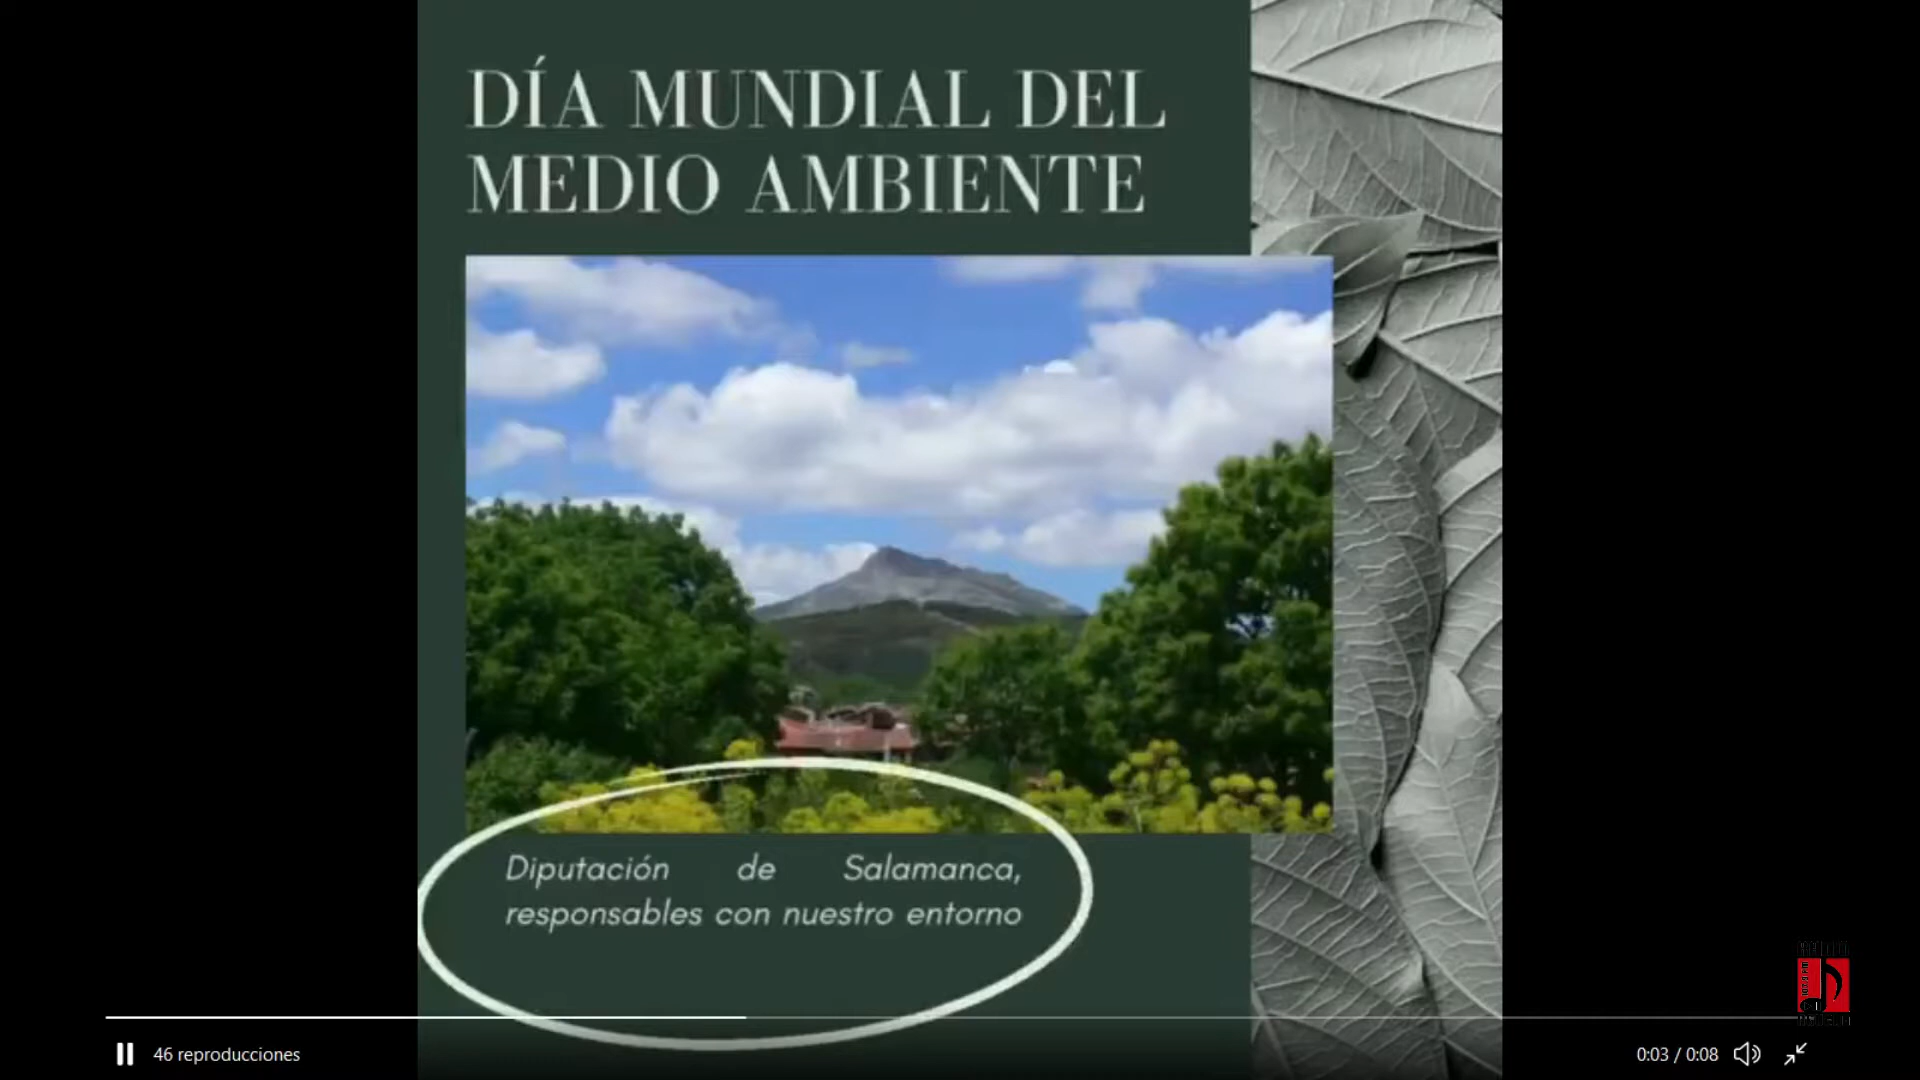 DÍA MUNDIAL DEL
MEDIO AMBIENTE
Diputación de Salamanca,
responsables con nuestro entorno
46 reproducciones
0:03 / 0:08